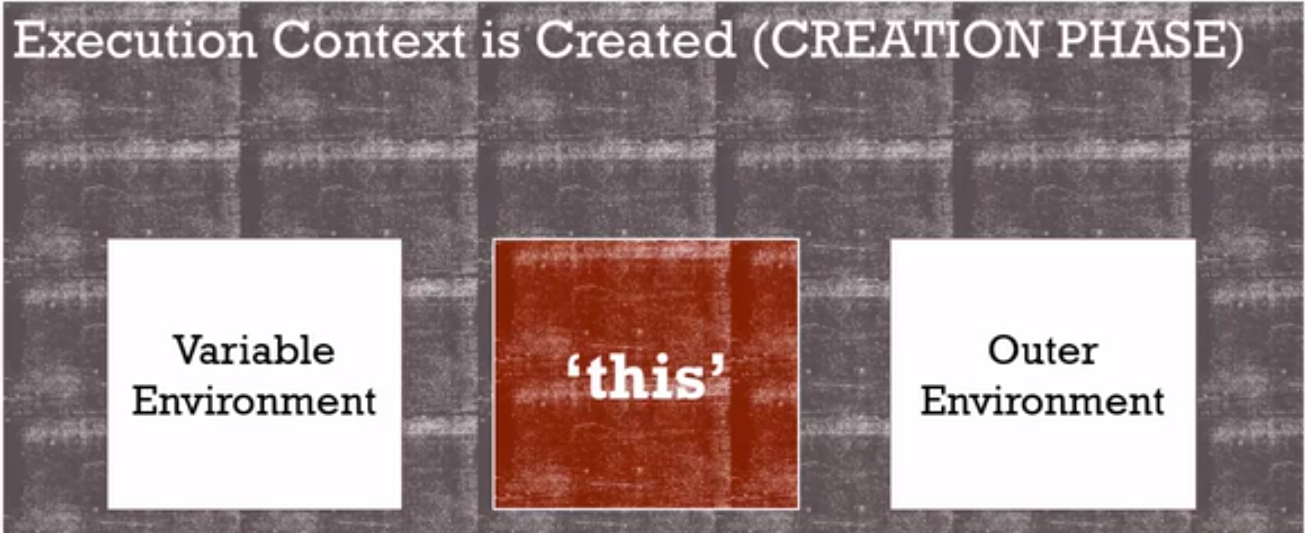 Execution Context is Created (CREATION PHASE)
Variable
Environment
‘this’
Outer
Environment